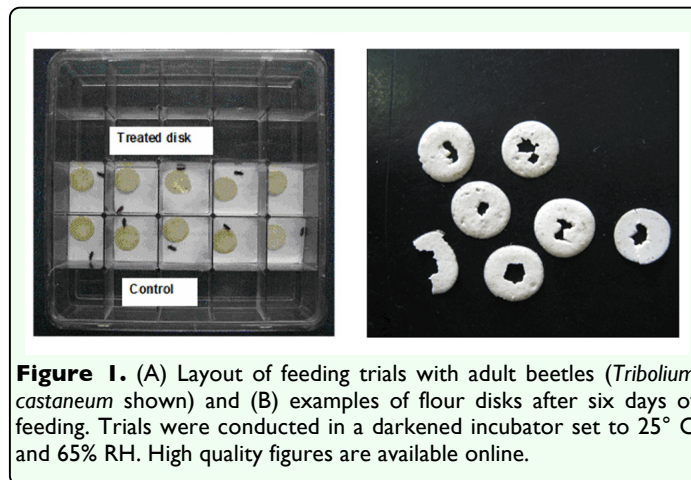 Treated disk
Control
Figure 1. (A) Layout of feeding trials with adult beetles (Tribolium
castaneum shown) and (B) examples of flour disks after six days of
feeding. Trials were conducted in a darkened incubator set to 25° C
and 65% RH. High quality figures are available online.